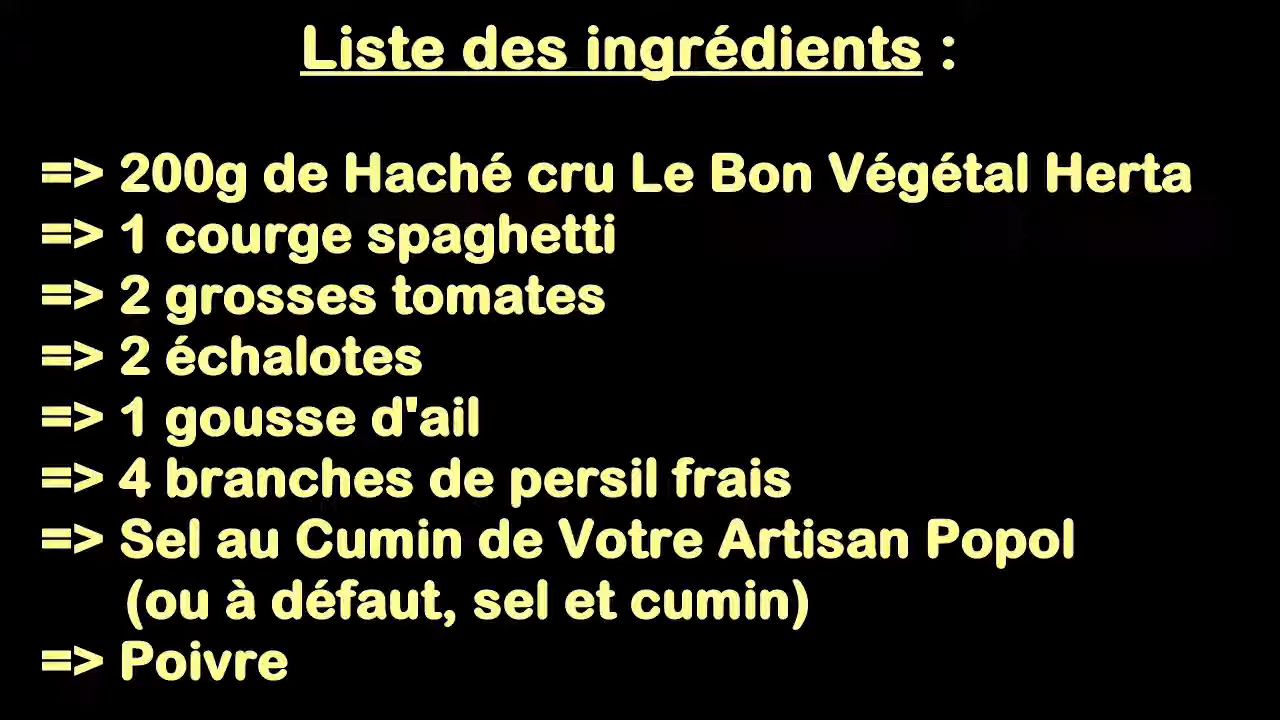 Liste des ingrédients :
=> 200g de Haché cru Le Bon Végétal Herta
=> 1 courge spaghetti
=> 2 grosses tomates
=> 2 échalotes
=> 1 gousse d'ail
=> 4 branches de persil frais
=> Sel au Cumin de Votre Artisan Popol
(ou à défaut, sel et cumin)
=> Poivre